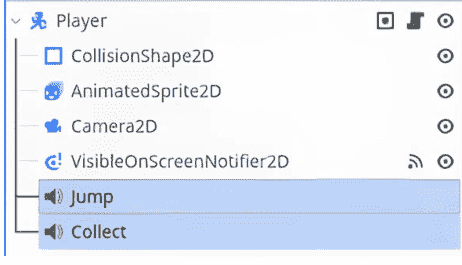 Player
CollisionShape2D
AnimatedSprite2D
Camera2D
VisibleOnScreenNotifier2D
Jump
Collect